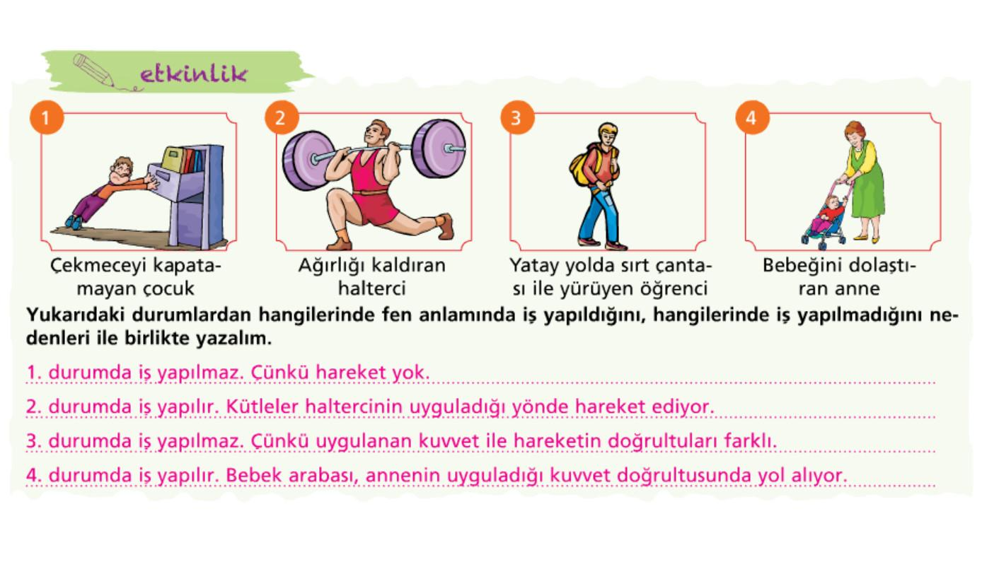 etkinlik
1
2
3
4
Çekmeceyi kapata-
mayan çocuk
Ağırlığı kaldıran
halterci
Yatay yolda sırt çanta-
sı ile yürüyen öğrenci
Bebeğini dolaştı-
ran anne
Yukarıdaki durumlardan hangilerinde fen anlamında iş yapıldığını, hangilerinde iş yapılmadığını ne-
denleri ile birlikte yazalım.
1. durumda iş yapılmaz. Çünkü hareket yok.
2. durumda iş yapılır. Kütleler haltercinin uyguladığı yönde hareket ediyor.
3. durumda iş yapılmaz. Çünkü uygulanan kuvvet ile hareketin doğrultuları farklı.
4. durumda iş yapılır. Bebek arabası, annenin uyguladığı kuvvet doğrultusunda yol alıyor.